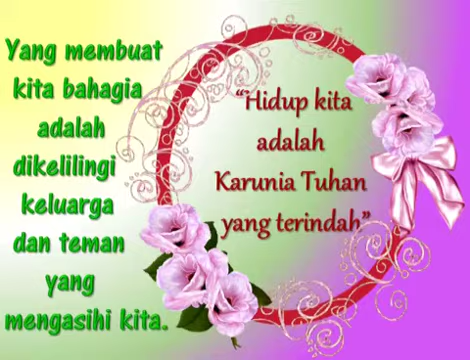 Yang membuat
kita bahagia
adalah
dikelilingi
keluarga
dan teman
yang
mengasihi kita.
“Hidup kita
adalah
Karunia Tuhan
yang terindah”